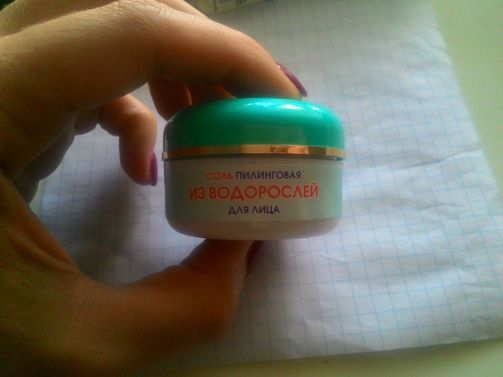 СОЛЬ ПИЛИНГОВАЯ
ИЗ ВОДОРОСЛЕЙ
ДЛЯ ЛИЦА